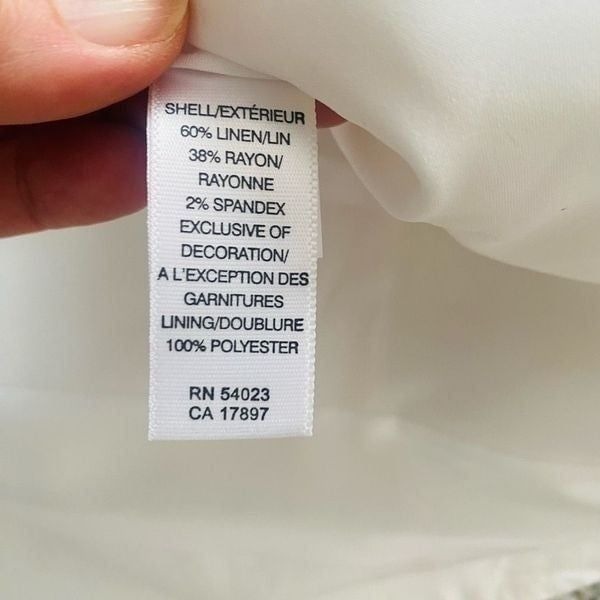 SHELL/EXTÉRIEUR
60% LINEN/LIN
38% RAYON/
RAYONNE
2% SPANDEX
EXCLUSIVE OF
DECORATION/
A L'EXCEPTION DES
GARNITURES
LINING/DOUBLURE
100% POLYESTER
RN 54023
CA 17897